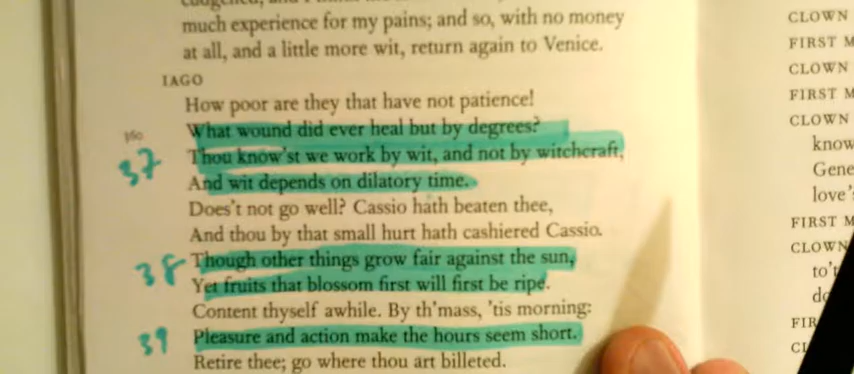 much experience for my pains; and so, with no money
at all, and a little more wit, return again to Venice.
IAGO
How poor are they that have not patience!
What wound did ever heal but by degrees?
360
37
Thou know'st we work by wit, and not by witchcraft,
And wit depends on dilatory time.
Does't not go well? Cassio hath beaten thee,
And thou by that small hurt hath cashiered Cassio.
38
Though other things grow fair against the sun,
Yet fruits that blossom first will first be ripe.
Content thyself awhile. By th'mass, 'tis morning:
39
Pleasure and action make the hours seem short.
Retire thee; go where thou art billeted.
CLOWN
FIRST M
CLOWN
FIRST M
CLOWN
know
Gene
love'
FIRST M
CLOWN
to't
FIR